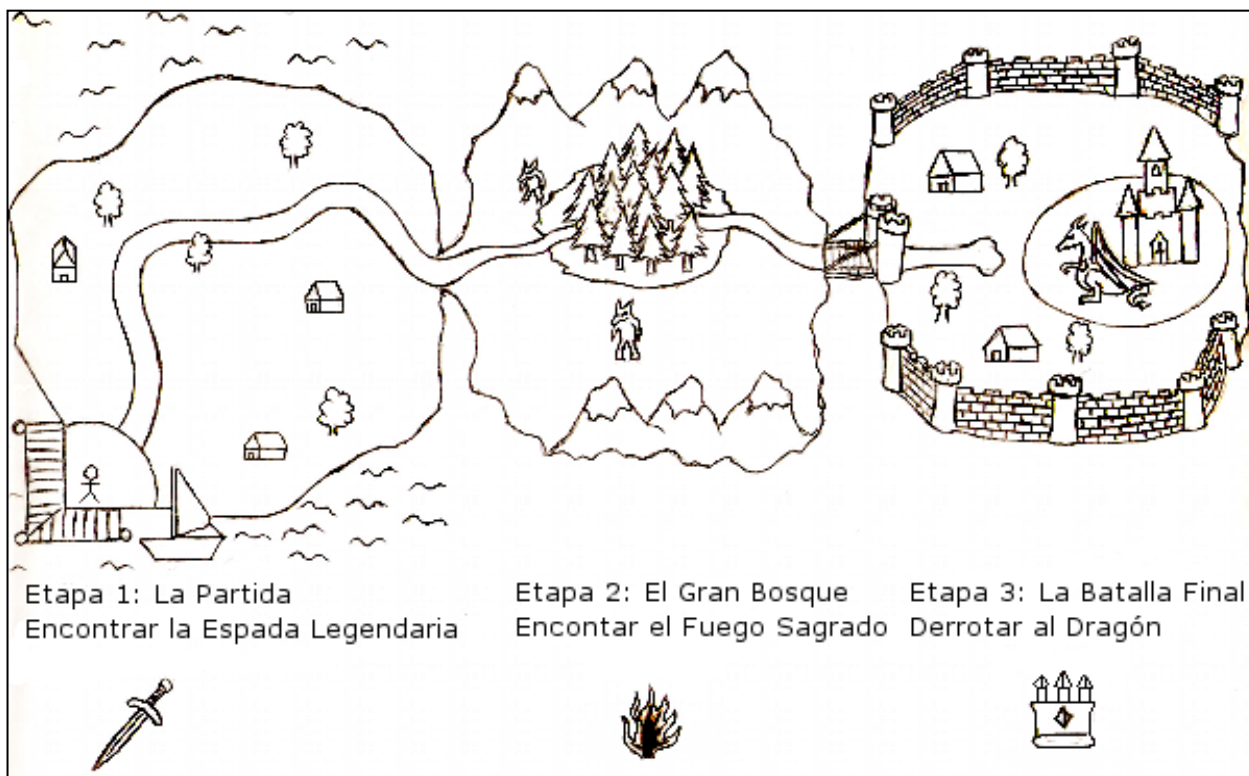 Etapa 1: La Partida
Encontrar la Espada Legendaria
Etapa 2: El Gran Bosque
Encontar el Fuego Sagrado
Etapa 3: La Batalla Final
Derrotar al Dragón